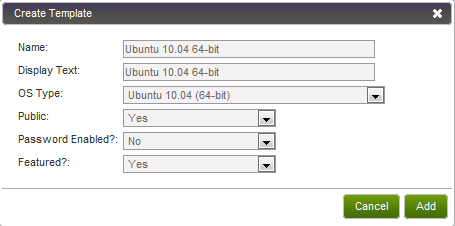 Create Template
Name: Ubuntu 10.04 64-bit
Display Text: Ubuntu 10.04 64-bit
OS Type: Ubuntu 10.04 (64-bit)
Public: Yes
Password Enabled?: No
Featured?: Yes
Cancel Add